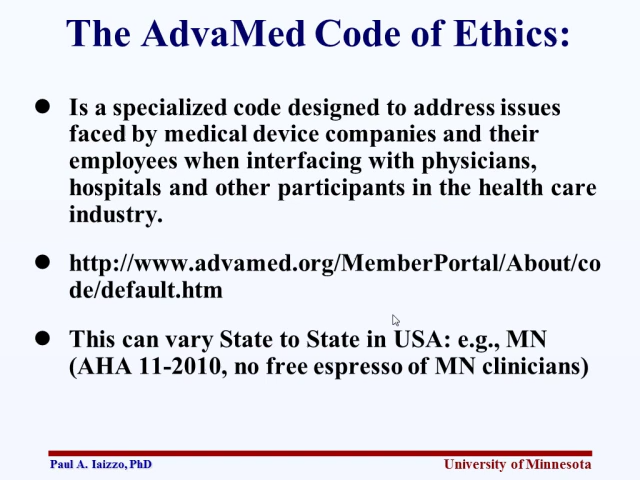 The AdvaMed Code of Ethics:
Is a specialized code designed to address issues
faced by medical device companies and their
employees when interfacing with physicians,
hospitals and other participants in the health care
industry.
http://www.advamed.org/MemberPortal/About/co
de/default.htm
This can vary State to State in USA: e.g., MN
(AHA 11-2010, no free espresso of MN clinicians)
Paul A. Iaizzo, PhD
University of Minnesota